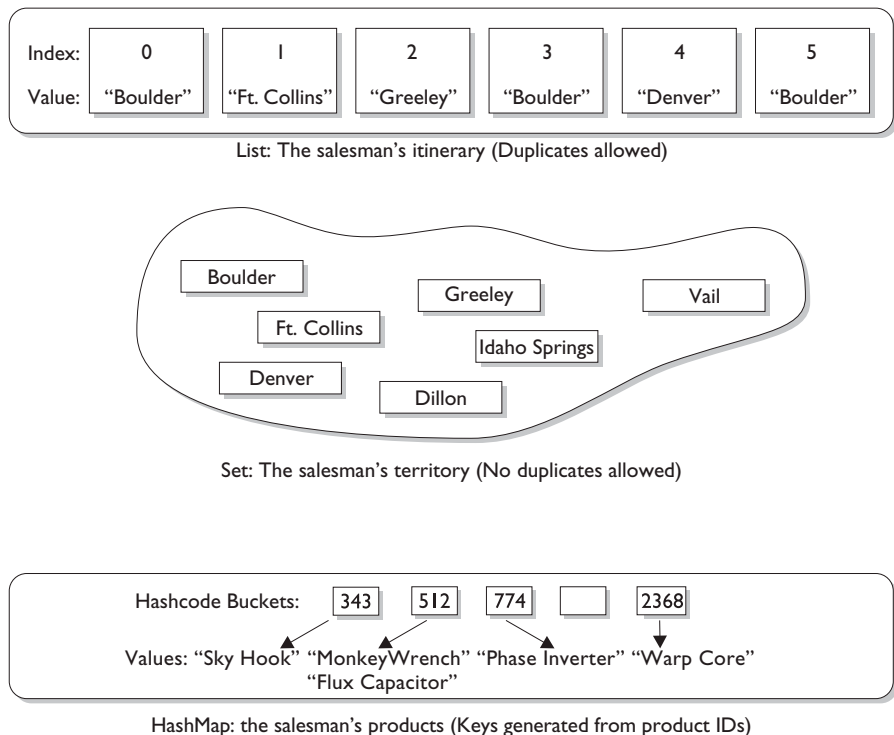 Index: 0 1 2 3 4 5
Value: “Boulder” “Ft. Collins” “Greeley” “Boulder” “Denver” “Boulder”
List: The salesman’s itinerary (Duplicates allowed)
Boulder
Greeley
Vail
Ft. Collins
Idaho Springs
Denver
Dillon
Set: The salesman’s territory (No duplicates allowed)
Hashcode Buckets: 343 512 774 2368
Values: “Sky Hook” “MonkeyWrench” “Phase Inverter” “Warp Core”
“Flux Capacitor”
HashMap: the salesman’s products (Keys generated from product IDs)